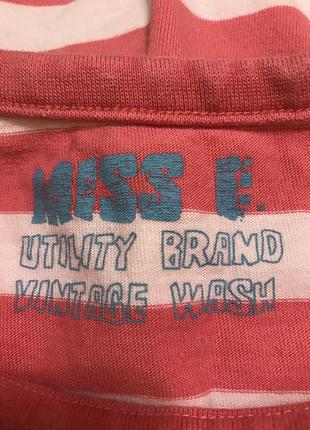 MISS E.
UTILITY BRAND
VINTAGE WASH